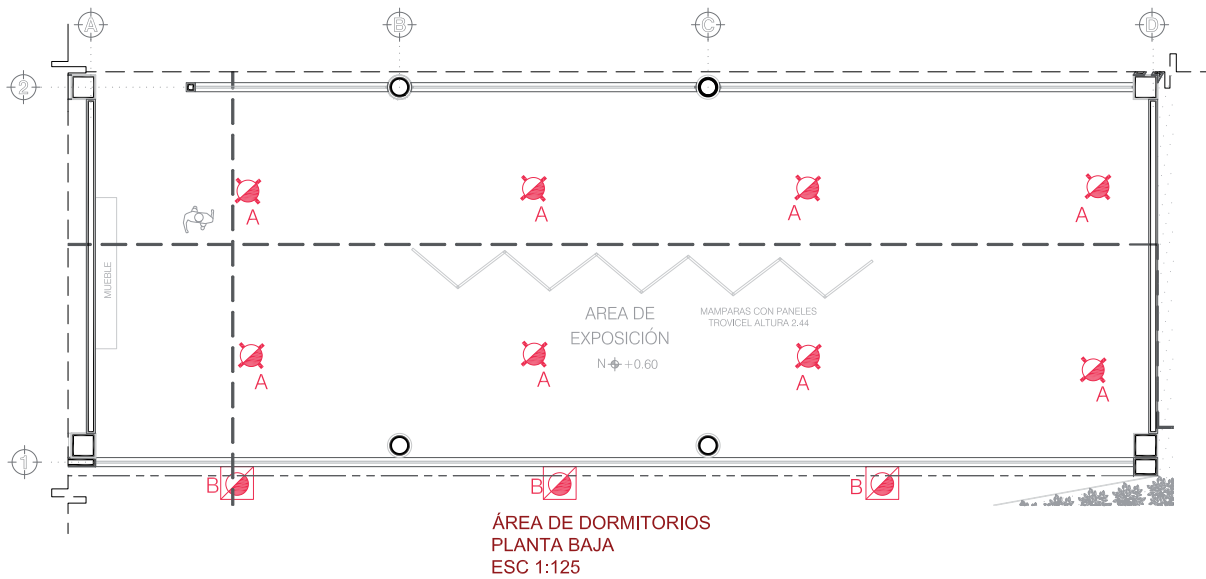 A
B
C
D
2
A
A
A
A
MUEBLE
AREA DE
EXPOSICIÓN
N +0.60
MAMPARAS CON PANELES
TROVICEL ALTURA 2.44
A
A
A
A
1
B
B
B
ÁREA DE DORMITORIOS
PLANTA BAJA
ESC 1:125